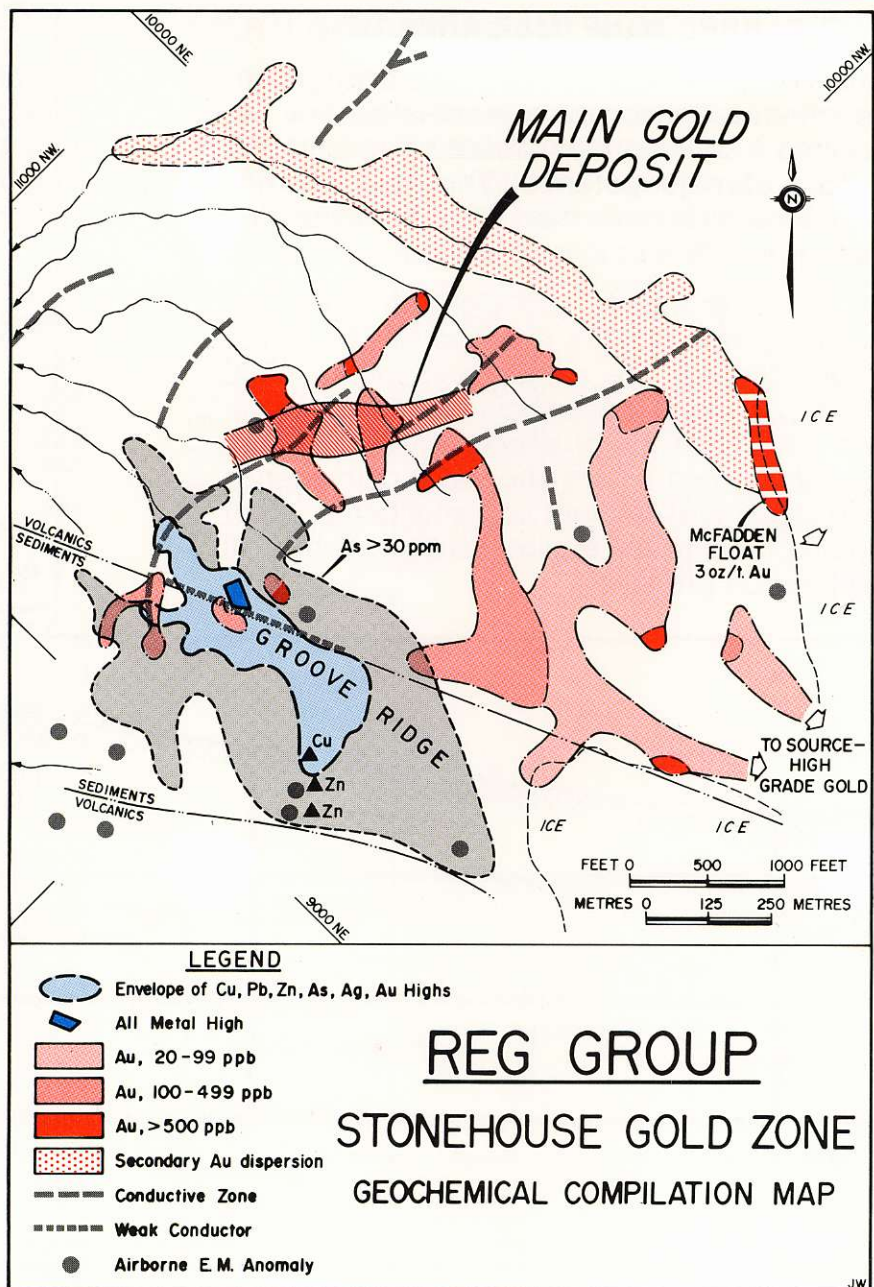 10000 NE.
10000 NW.
11000 NW.
MAIN GOLD
DEPOSIT
N
ICE
McFADDEN
FLOAT
3 oz/t. Au
VOLCANICS
SEDIMENTS
As >30 ppm
ICE
GROOVE
RIDGE
Cu
Zn
Zn
TO SOURCE-
HIGH
GRADE GOLD
SEDIMENTS
VOLCANICS
ICE
ICE
FEET 0 500 1000 FEET
METRES 0 125 250 METRES
9000 NE.
LEGEND
Envelope of Cu, Pb, Zn, As, Ag, Au Highs
All Metal High
Au, 20-99 ppb
Au, 100-499 ppb
Au, >500 ppb
Secondary Au dispersion
Conductive Zone
Weak Conductor
Airborne E.M. Anomaly
REG GROUP
STONEHOUSE GOLD ZONE
GEOCHEMICAL COMPILATION MAP
JW